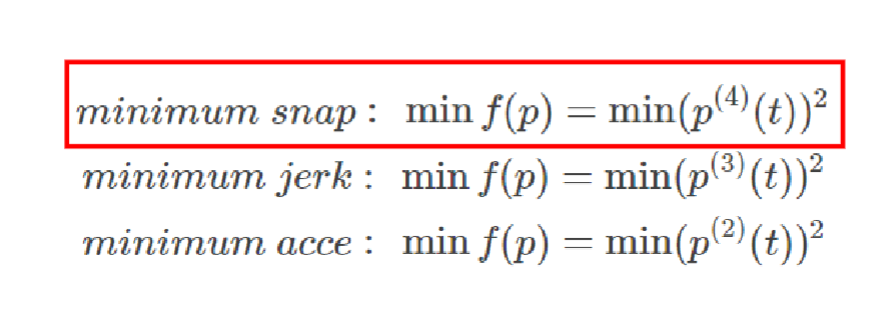 minimum snap : min f(p) = min(p^{(4)}(t))^2
minimum jerk : min f(p) = min(p^{(3)}(t))^2
minimum acce : min f(p) = min(p^{(2)}(t))^2